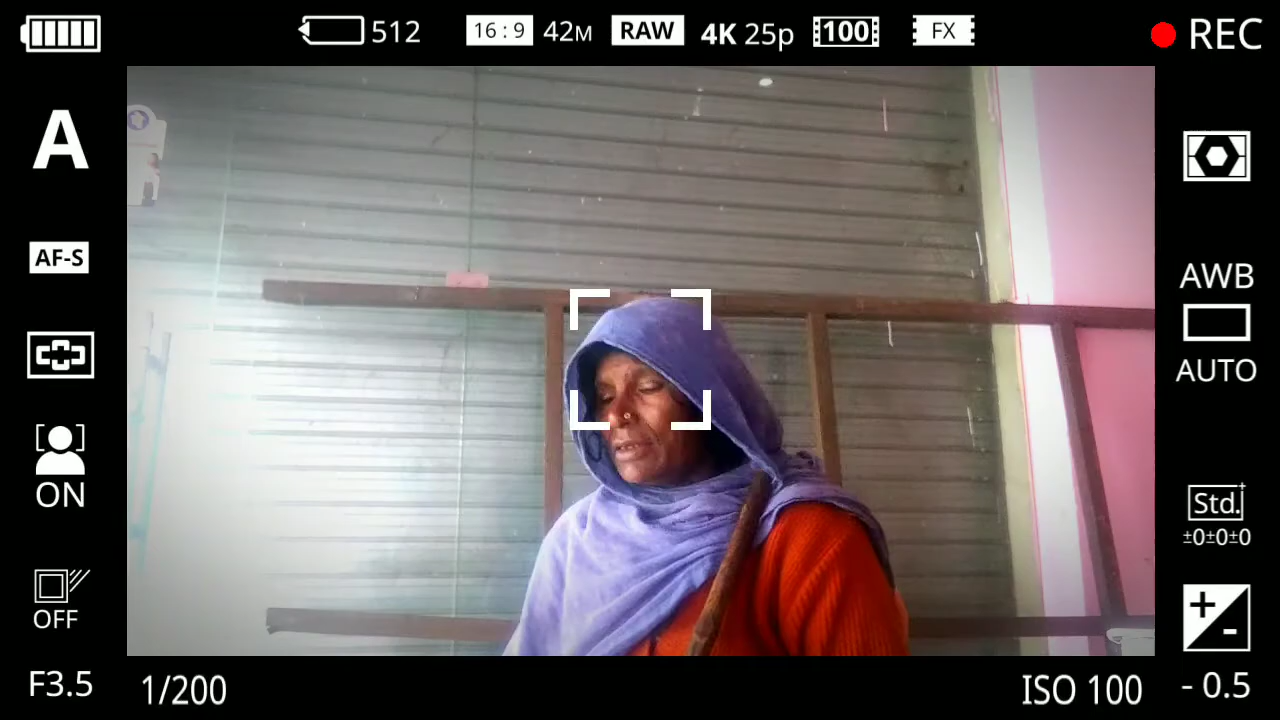 512 16:9 42M RAW 4K 25p 100 FX REC
A
AF-S
ON
OFF
F3.5
1/200
AWB
AUTO
Std.+
±0±0±0
ISO 100
- 0.5